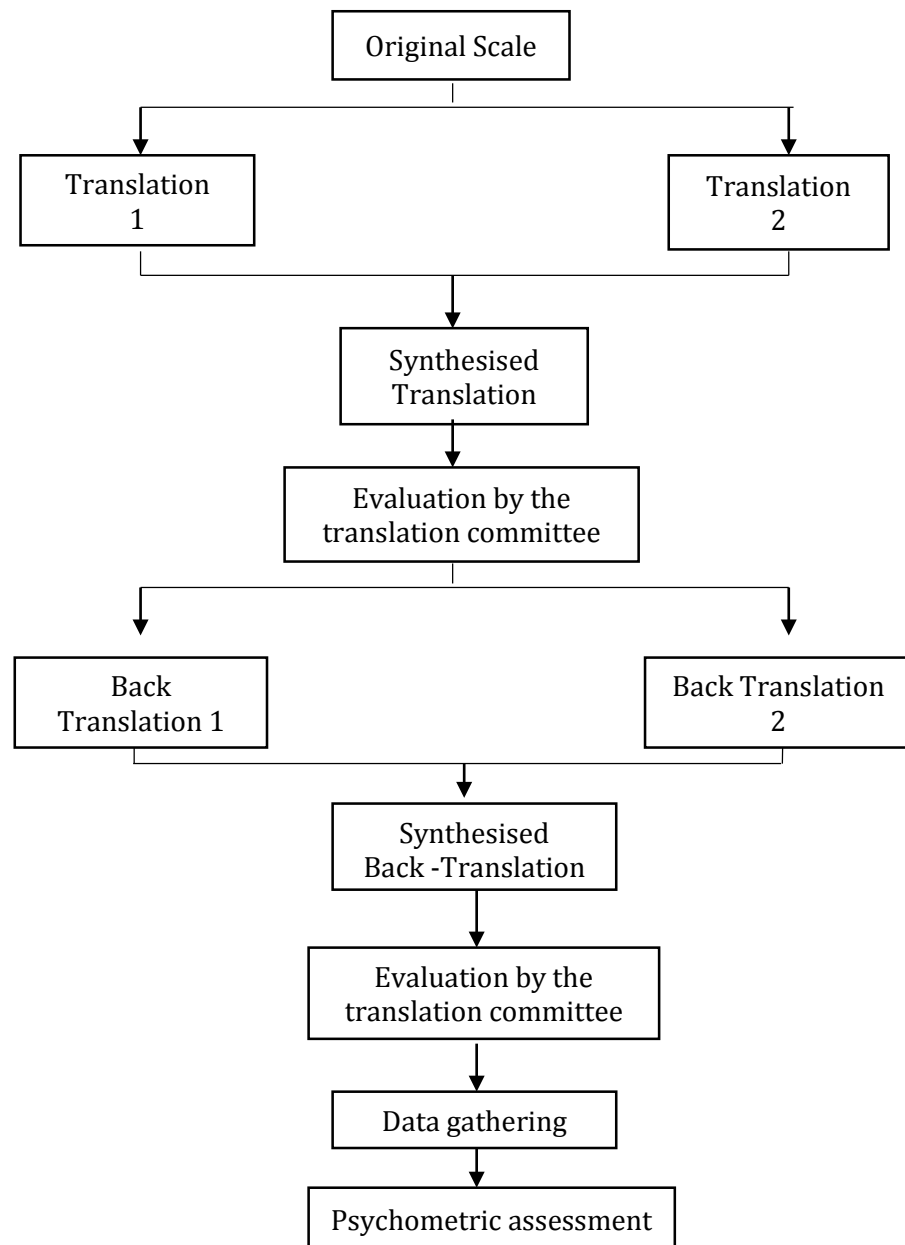 Original Scale
Translation
1
Translation
2
Synthesised
Translation
Evaluation by the
translation committee
Back
Translation 1
Back Translation
2
Synthesised
Back -Translation
Evaluation by the
translation committee
Data gathering
Psychometric assessment